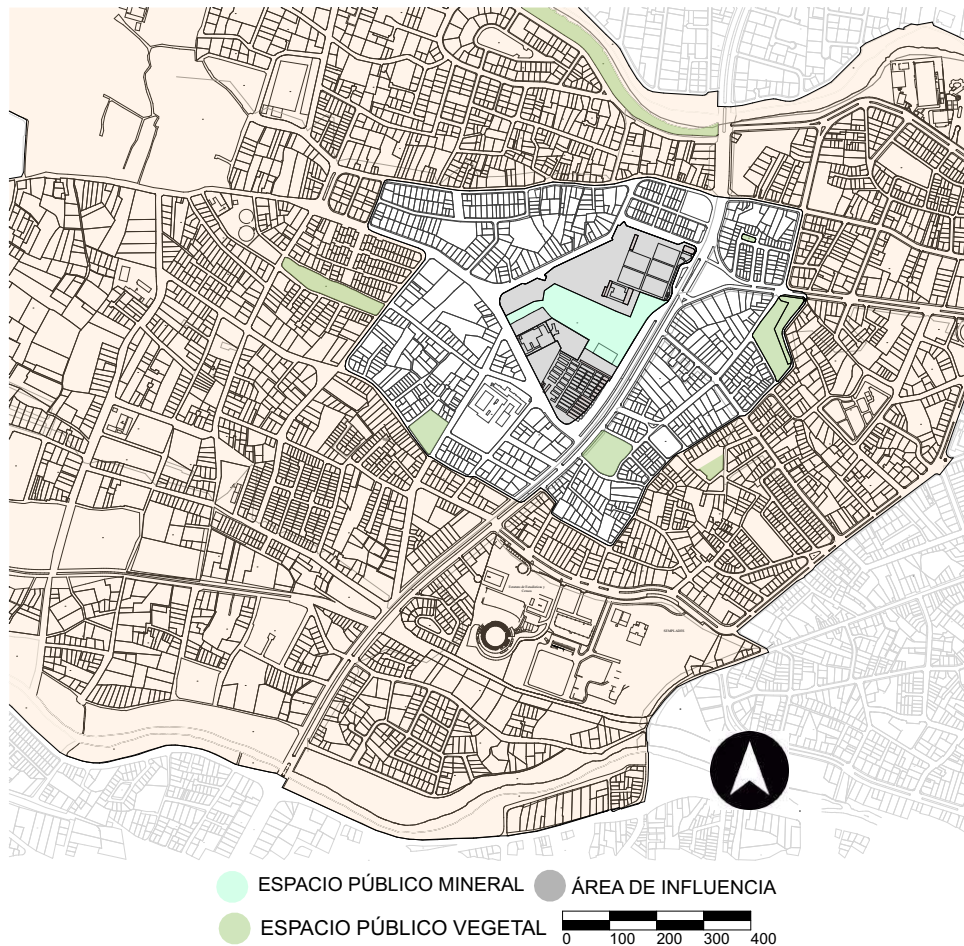 ESPACIO PÚBLICO MINERAL
ÁREA DE INFLUENCIA
ESPACIO PÚBLICO VEGETAL
0 100 200 300 400